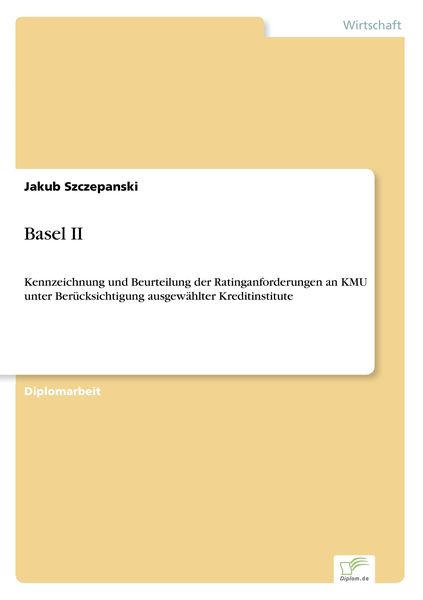 Wirtschaft
Jakub Szczepanski
Basel II
Kennzeichnung und Beurteilung der Ratinganforderungen an KMU
unter Berücksichtigung ausgewählter Kreditinstitute
Diplomarbeit
Diplom.de